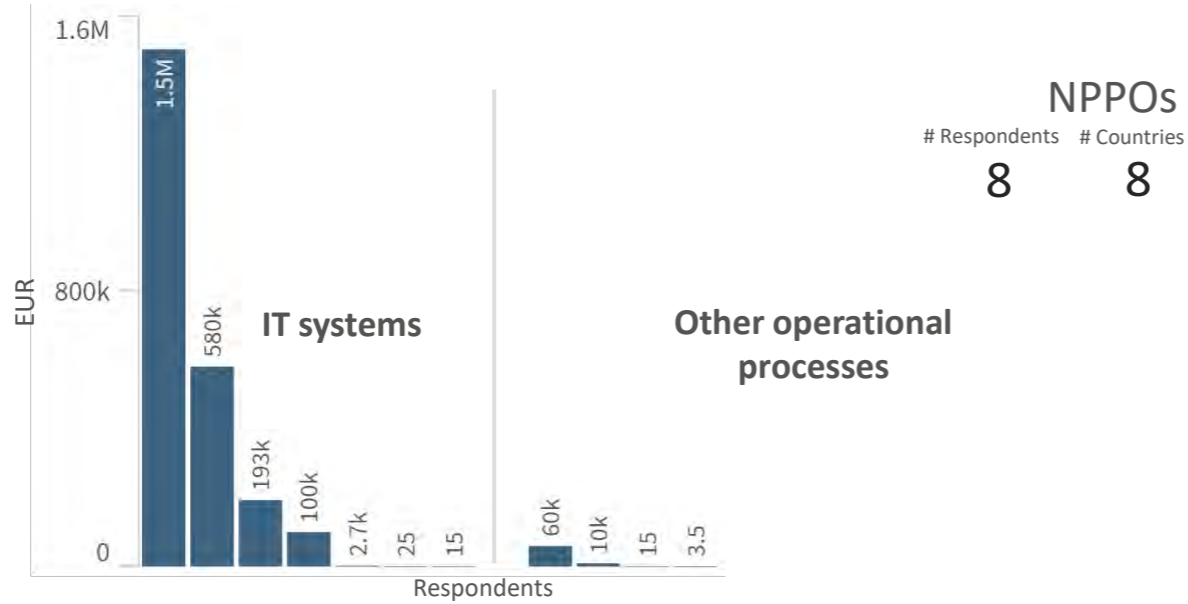 1.6M
800k
0
EUR
1.5M
580k
193k
100k
2.7k
25
15
IT systems
60k
10k
15
3.5
Other operational
processes
Respondents
NPPOs
# Respondents # Countries
8 8